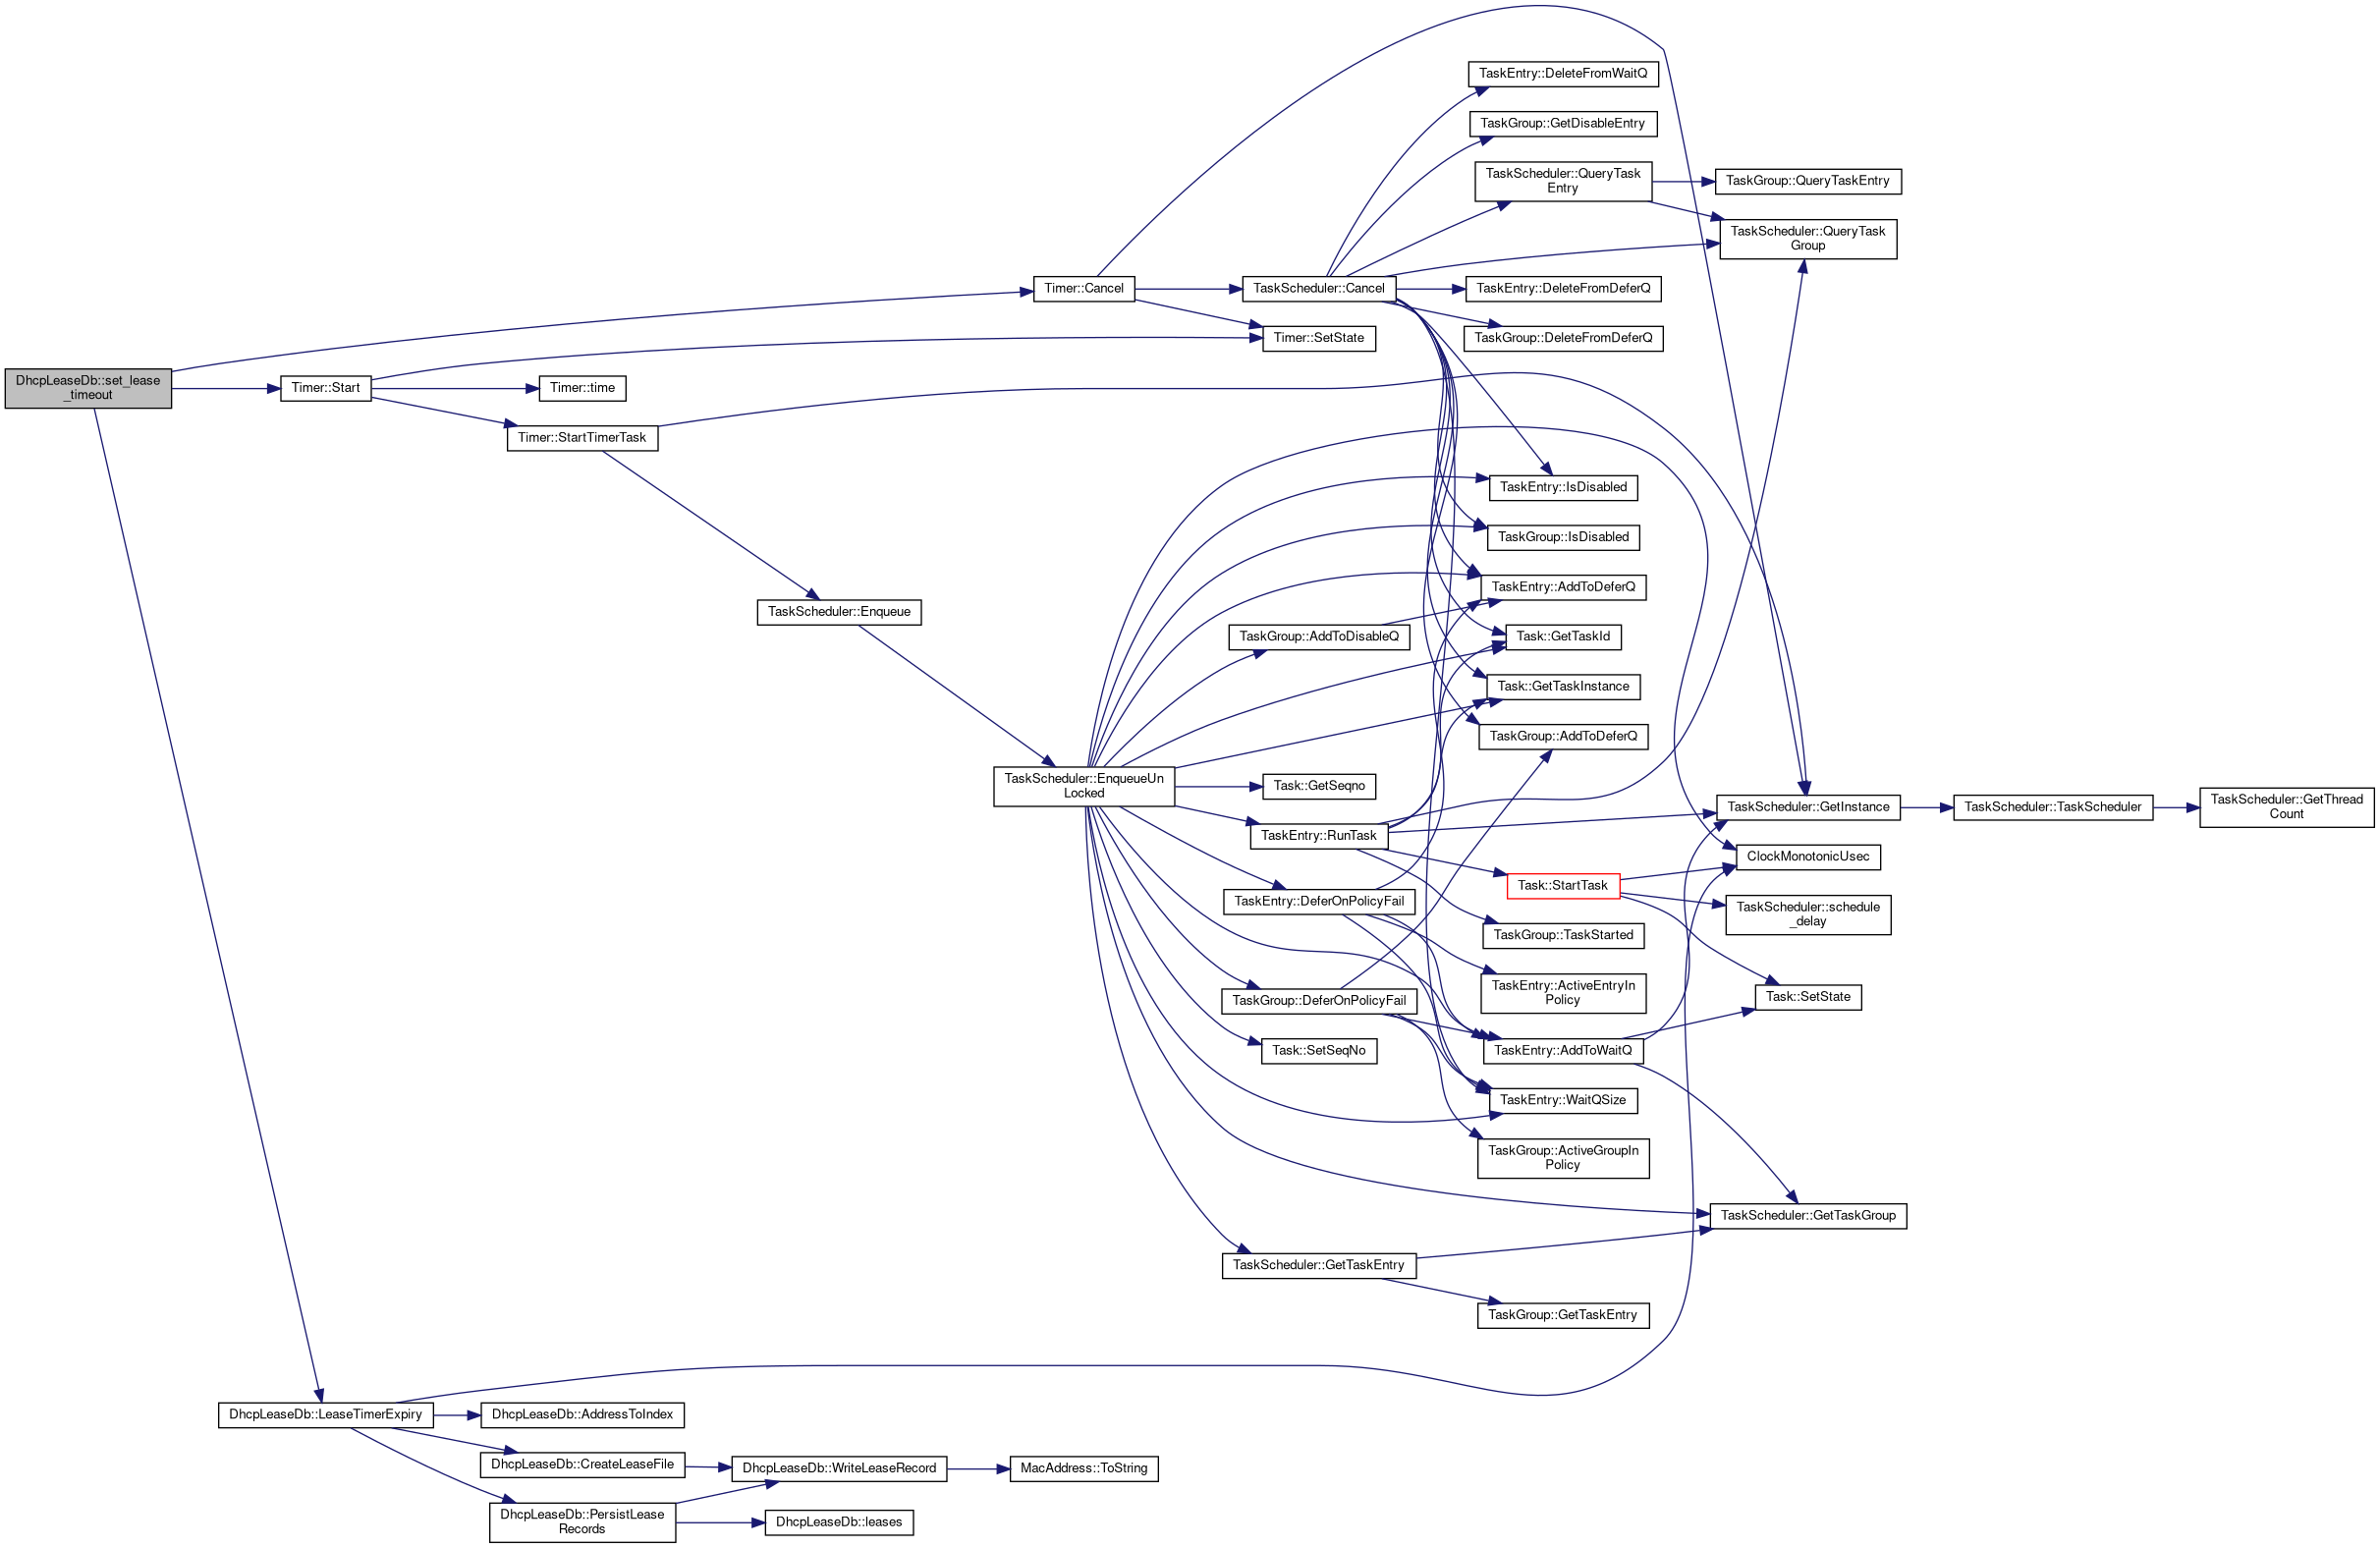 DhcpLeaseDb::set_lease
_timeout
Timer::Cancel
Timer::Start
Timer::SetState
Timer::time
Timer::StartTimerTask
TaskScheduler::Enqueue
TaskScheduler::EnqueueUn
Locked
TaskScheduler::Cancel
TaskEntry::DeleteFromWaitQ
TaskGroup::GetDisableEntry
TaskScheduler::QueryTask
Entry
TaskGroup::QueryTaskEntry
TaskScheduler::QueryTask
Group
TaskEntry::DeleteFromDeferQ
TaskGroup::DeleteFromDeferQ
TaskEntry::IsDisabled
TaskGroup::IsDisabled
TaskEntry::AddToDeferQ
TaskGroup::AddToDisableQ
Task::GetTaskId
Task::GetTaskInstance
TaskGroup::AddToDeferQ
Task::GetSeqno
TaskEntry::RunTask
TaskScheduler::GetInstance
TaskScheduler::TaskScheduler
TaskScheduler::GetThread
Count
ClockMonotonicUsec
Task::StartTask
TaskScheduler::schedule
_delay
TaskEntry::DeferOnPolicyFail
TaskGroup::TaskStarted
TaskEntry::ActiveEntryIn
Policy
Task::SetState
TaskGroup::DeferOnPolicyFail
Task::SetSeqNo
TaskEntry::AddToWaitQ
TaskEntry::WaitQSize
TaskGroup::ActiveGroupIn
Policy
TaskScheduler::GetTaskGroup
TaskScheduler::GetTaskEntry
TaskGroup::GetTaskEntry
DhcpLeaseDb::LeaseTimerExpiry
DhcpLeaseDb::AddressToIndex
DhcpLeaseDb::CreateLeaseFile
DhcpLeaseDb::WriteLeaseRecord
MacAddress::ToString
DhcpLeaseDb::PersistLease
Records
DhcpLeaseDb::leases